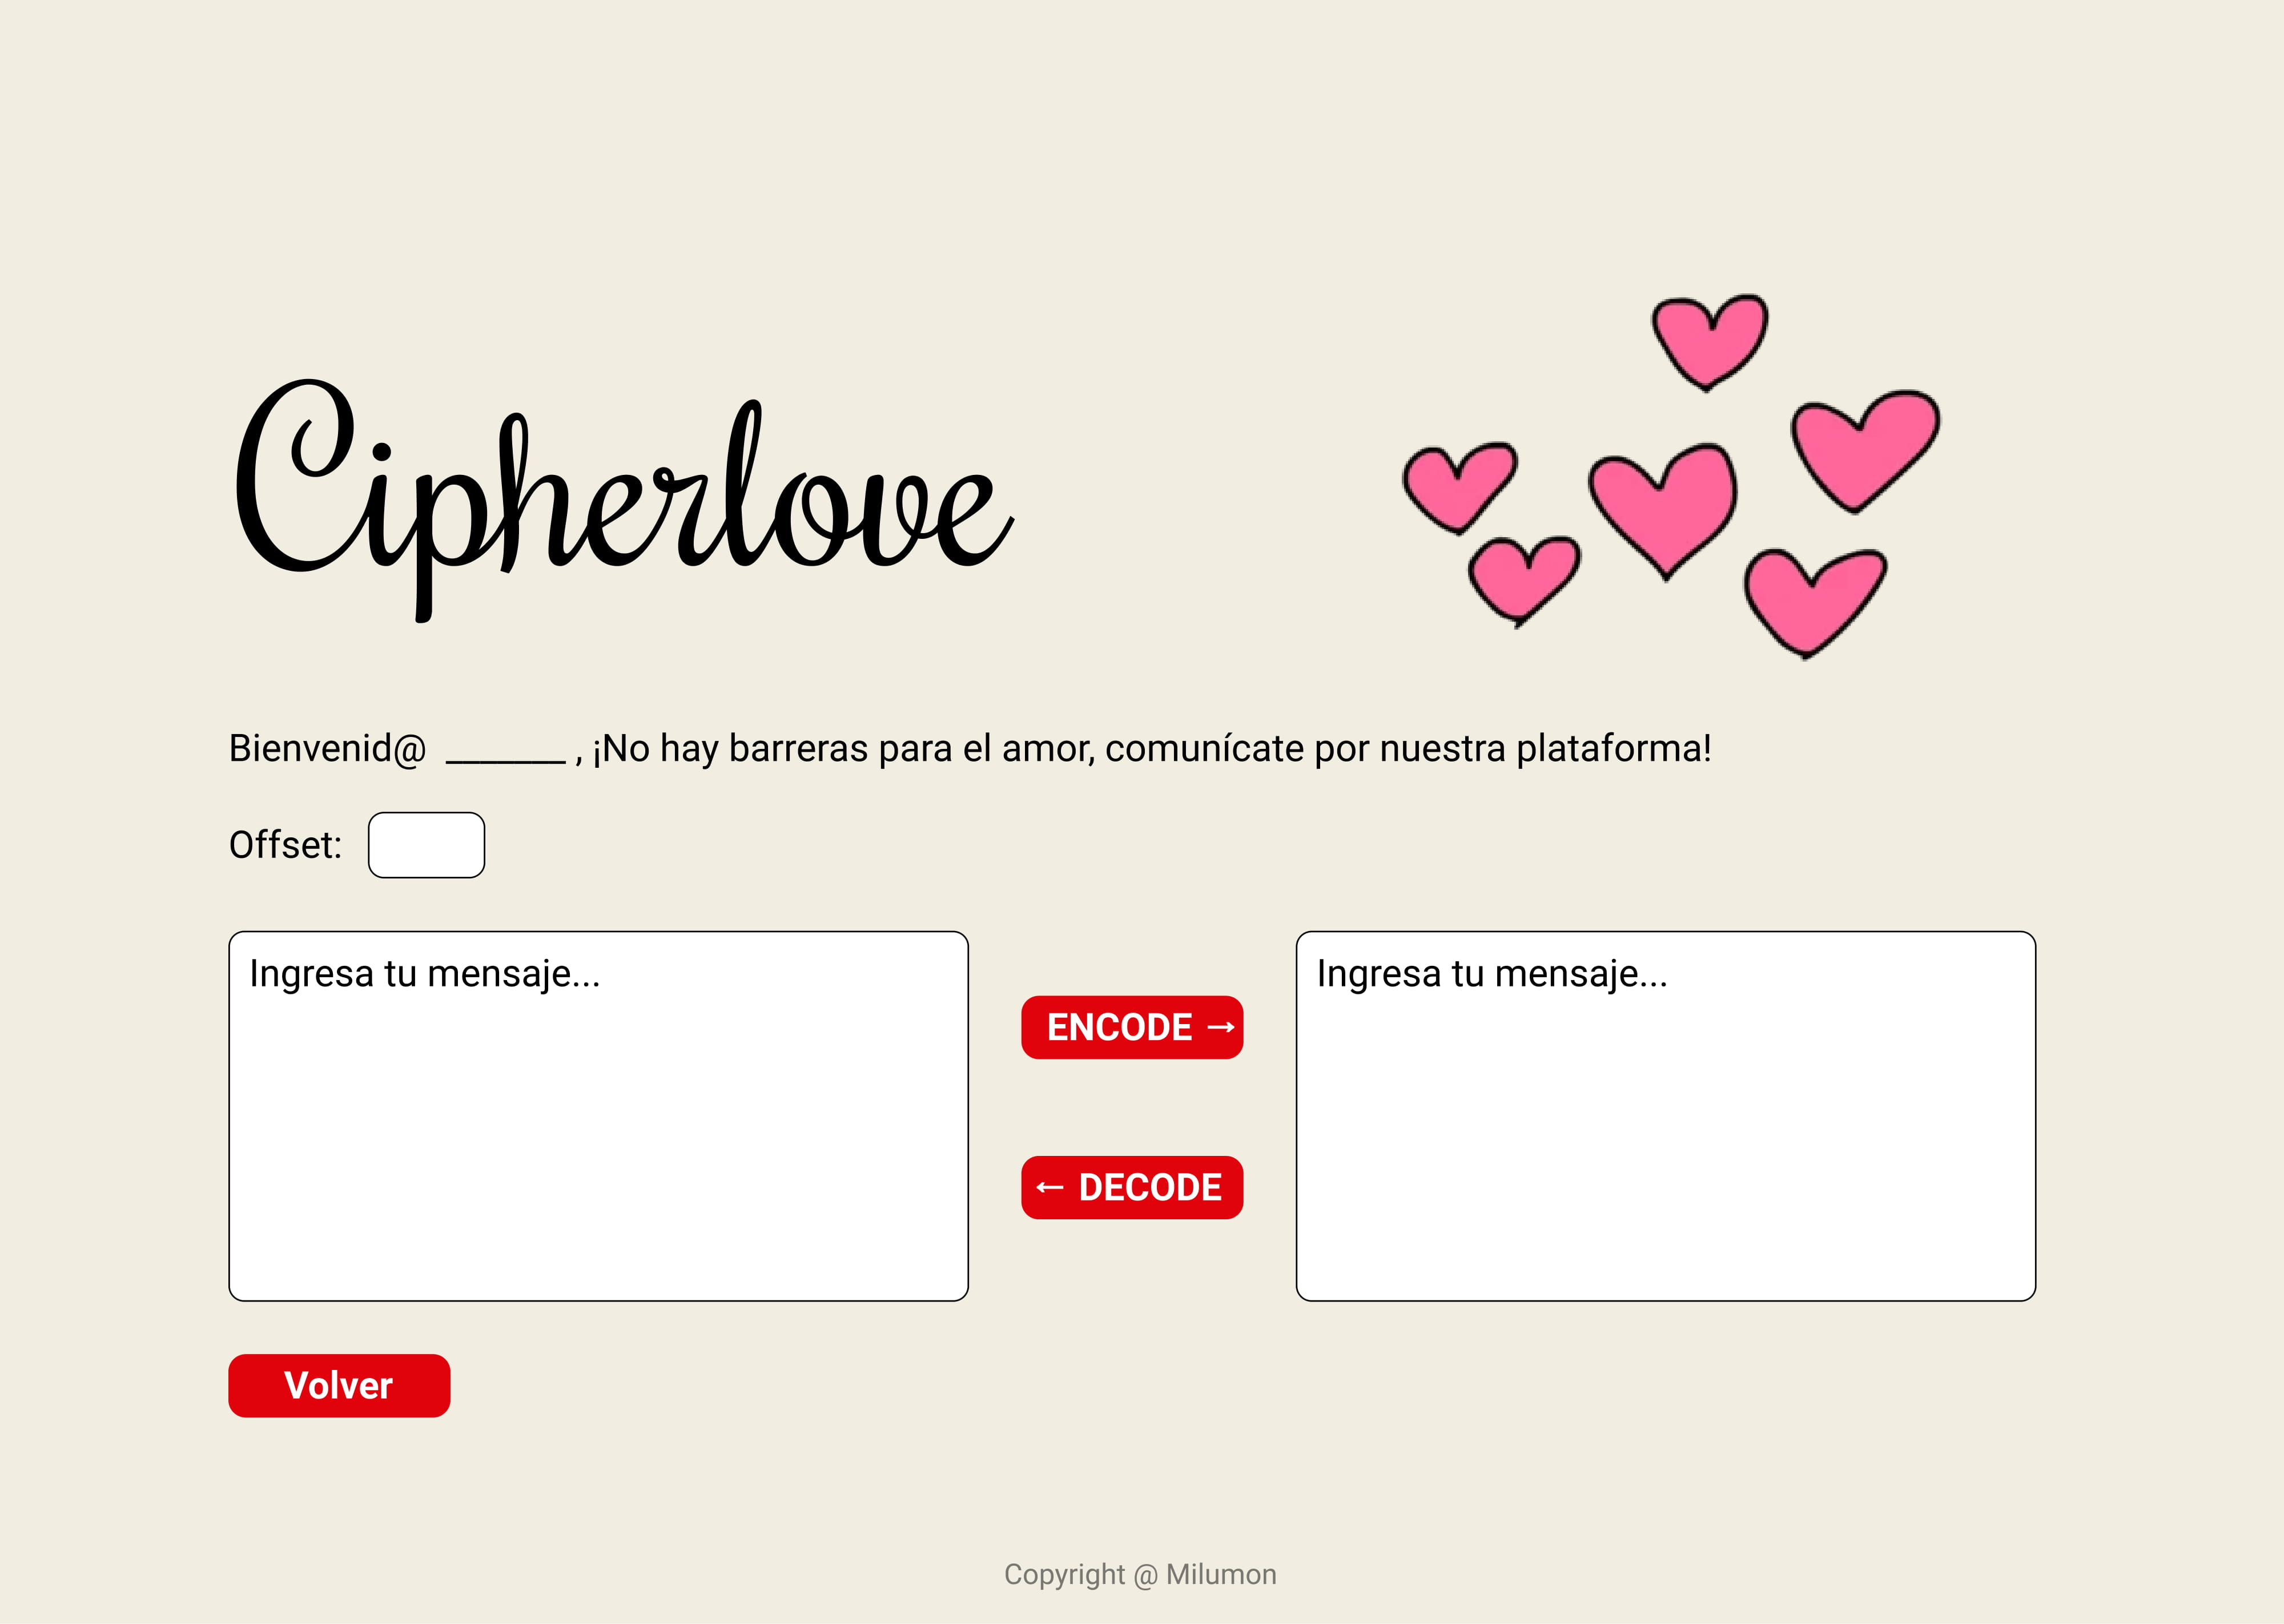 Cipherlove
Bienvenid@ _______ , ¡No hay barreras para el amor, comunícate por nuestra plataforma!
Offset:
Ingresa tu mensaje...
Ingresa tu mensaje...
ENCODE →
← DECODE
Volver
Copyright @ Milumon